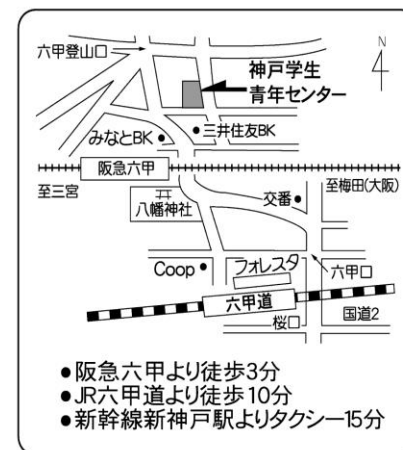 六甲登山口
N
神戸学生
青年センター
みなとBK
三井住友BK
阪急六甲
至三宮
至梅田(大阪)
八幡神社
交番
Coop
フォレスタ
六甲口
六甲道
桜口
国道2
●阪急六甲より徒歩3分
●JR六甲道より徒歩10分
●新幹線新神戸駅よりタクシー15分